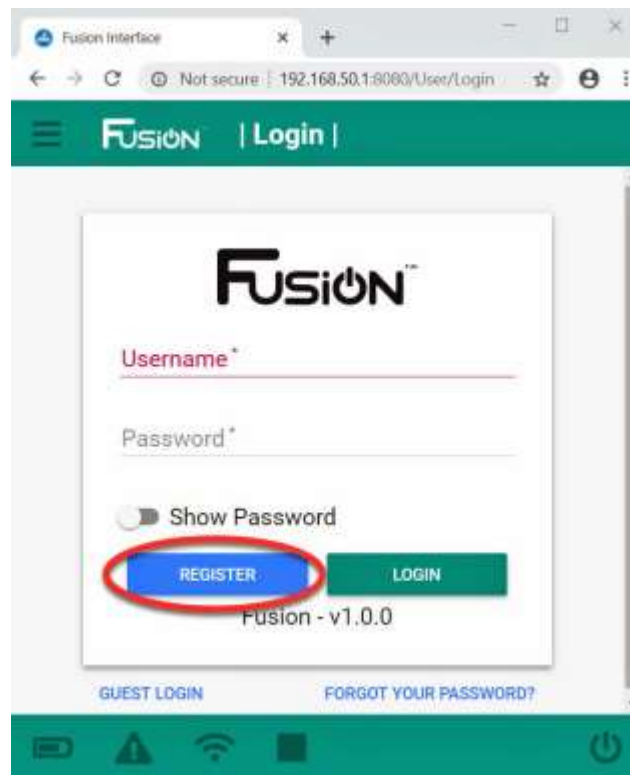 Fusion Interface
Not secure | 192.168.50.1:8080/User/Login
FUSiON | Login |
FUSiON™
Username*
Password*
Show Password
REGISTER LOGIN
Fusion - v1.0.0
GUEST LOGIN FORGOT YOUR PASSWORD?